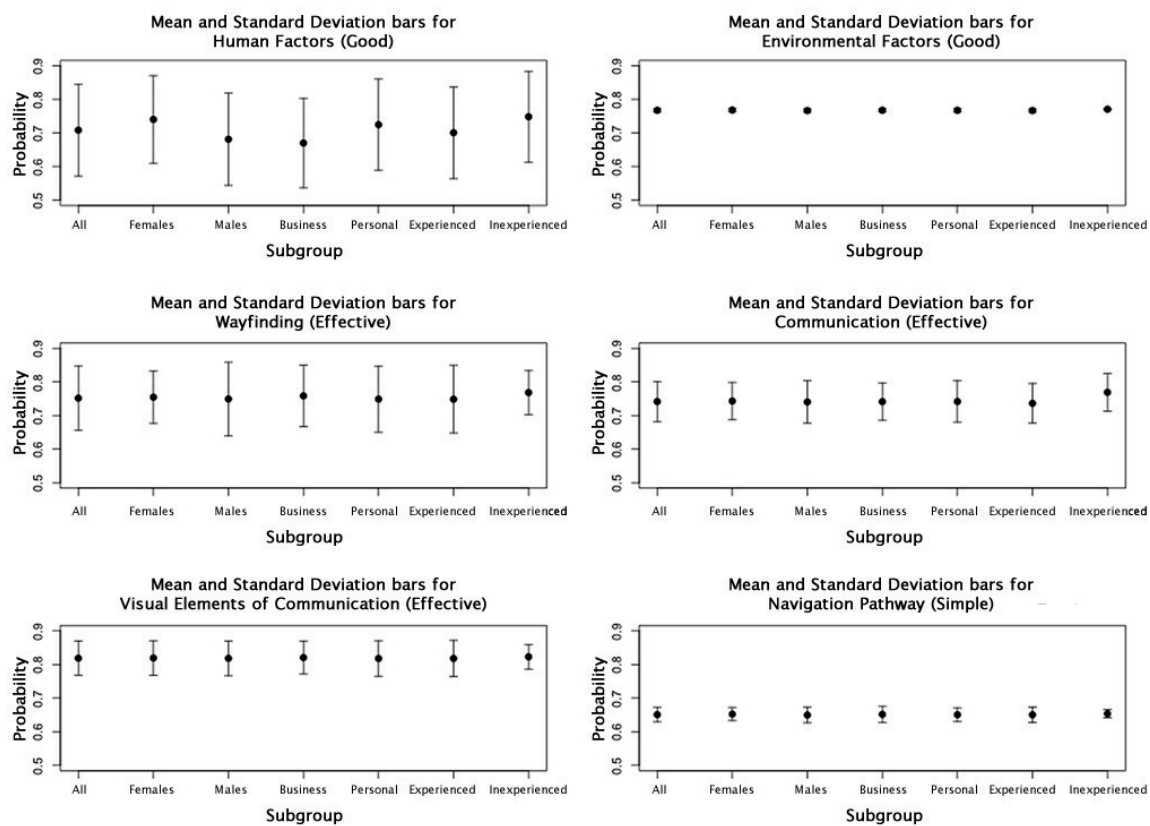 Mean and Standard Deviation bars for
Human Factors (Good)
Probability
0.9
0.8
0.7
0.6
0.5
All Females Males Business Personal Experienced Inexperienced
Subgroup
Mean and Standard Deviation bars for
Environmental Factors (Good)
Probability
0.9
0.8
0.7
0.6
0.5
All Females Males Business Personal Experienced Inexperienced
Subgroup
Mean and Standard Deviation bars for
Wayfinding (Effective)
Probability
0.9
0.8
0.7
0.6
0.5
All Females Males Business Personal Experienced Inexperienced
Subgroup
Mean and Standard Deviation bars for
Communication (Effective)
Probability
0.9
0.8
0.7
0.6
0.5
All Females Males Business Personal Experienced Inexperienced
Subgroup
Mean and Standard Deviation bars for
Visual Elements of Communication (Effective)
Probability
0.9
0.8
0.7
0.6
0.5
All Females Males Business Personal Experienced Inexperienced
Subgroup
Mean and Standard Deviation bars for
Navigation Pathway (Simple)
Probability
0.9
0.8
0.7
0.6
0.5
All Females Males Business Personal Experienced Inexperienced
Subgroup